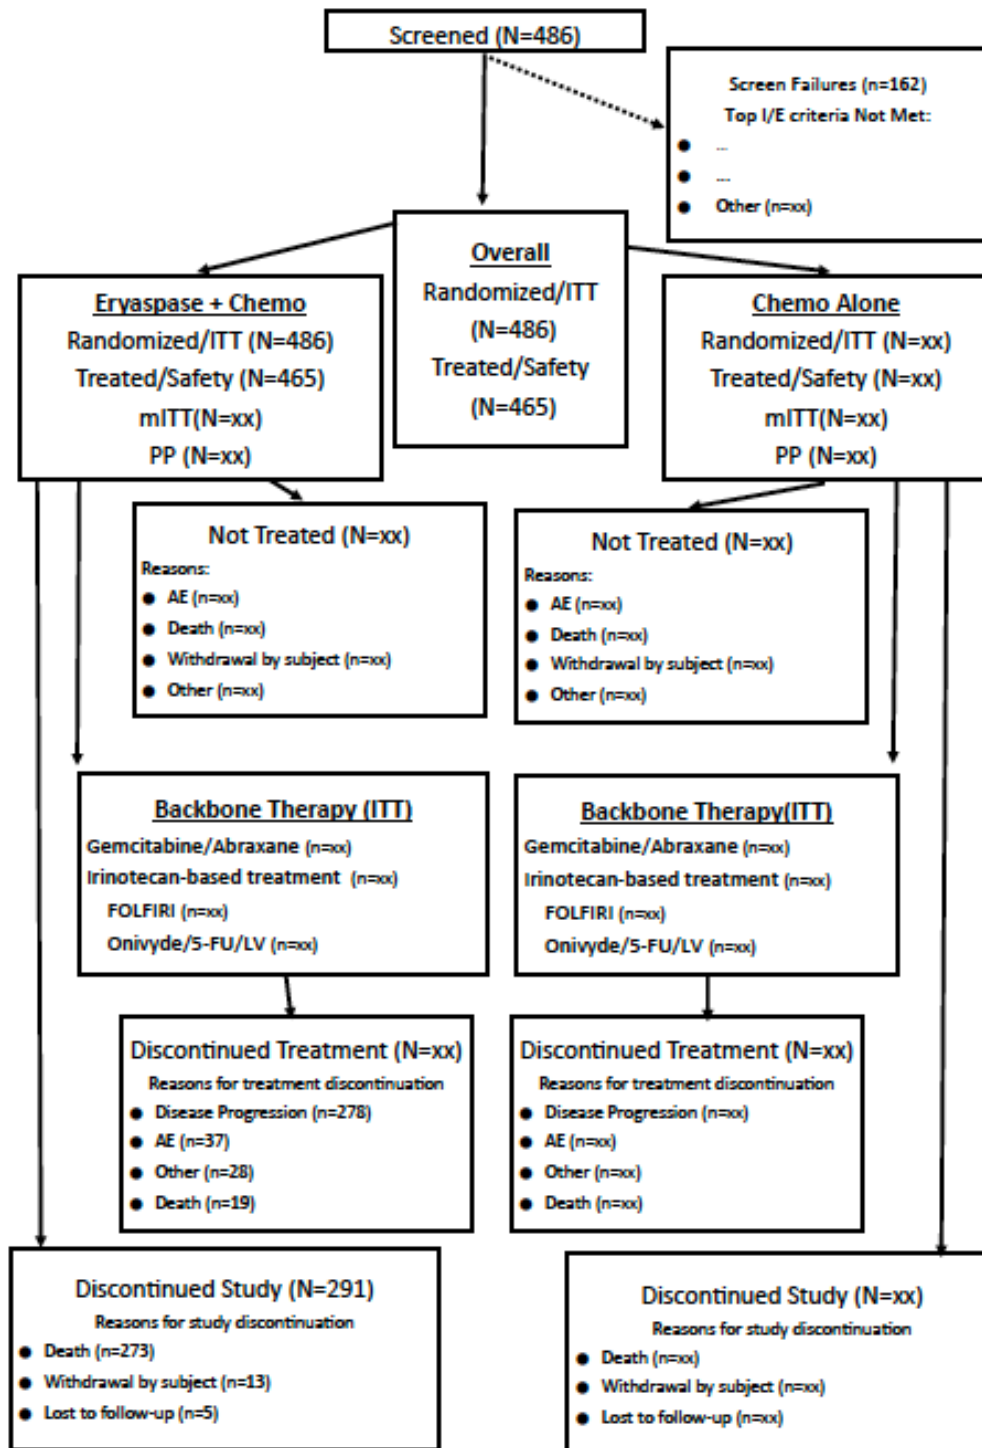 Screened (N=486)
Screen Failures (n=162)
Top I/E criteria Not Met:
● ...
● ....
● Other (n=xx)
Overall
Randomized/ITT
(N=486)
Treated/Safety
(N=465)
Eryaspase + Chemo
Randomized/ITT (N=486)
Treated/Safety (N=465)
mITT(N=xx)
PP (N=xx)
Chemo Alone
Randomized/ITT (N=xx)
Treated/Safety (N=xx)
mITT(N=xx)
PP (N=xx)
Not Treated (N=xx)
Reasons:
● AE (n=xx)
● Death (n=xx)
● Withdrawal by subject (n=xx)
● Other (n=xx)
Not Treated (N=xx)
Reasons:
● AE (n=xx)
● Death (n=xx)
● Withdrawal by subject (n=xx)
● Other (n=xx)
Backbone Therapy (ITT)
Gemcitabine/Abraxane (n=xx)
Irinotecan-based treatment (n=xx)
FOLFIRI (n=xx)
Onivyde/5-FU/LV (n=xx)
Backbone Therapy(ITT)
Gemcitabine/Abraxane (n=xx)
Irinotecan-based treatment (n=xx)
FOLFIRI (n=xx)
Onivyde/5-FU/LV (n=xx)
Discontinued Treatment (N=xx)
Reasons for treatment discontinuation
● Disease Progression (n=278)
● AE (n=37)
● Other (n=28)
● Death (n=19)
Discontinued Treatment (N=xx)
Reasons for treatment discontinuation
● Disease Progression (n=xx)
● AE (n=xx)
● Other (n=xx)
● Death (n=xx)
Discontinued Study (N=291)
Reasons for study discontinuation
● Death (n=273)
● Withdrawal by subject (n=13)
● Lost to follow-up (n=5)
Discontinued Study (N=xx)
Reasons for study discontinuation
● Death (n=xx)
● Withdrawal by subject (n=xx)
● Lost to follow-up (n=xx)